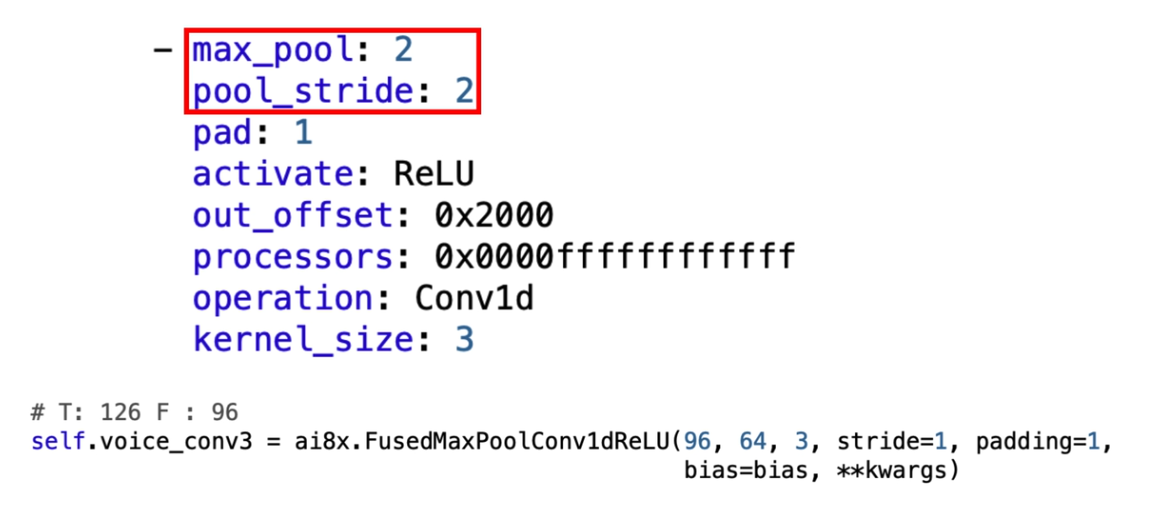 - max_pool: 2
pool_stride: 2
pad: 1
activate: ReLU
out_offset: 0x2000
processors: 0x0000ffffffffffff
operation: Conv1d
kernel_size: 3
# T: 126 F : 96
self.voice_conv3 = ai8x.FusedMaxPoolConv1dReLU(96, 64, 3, stride=1, padding=1,
bias=bias, **kwargs)